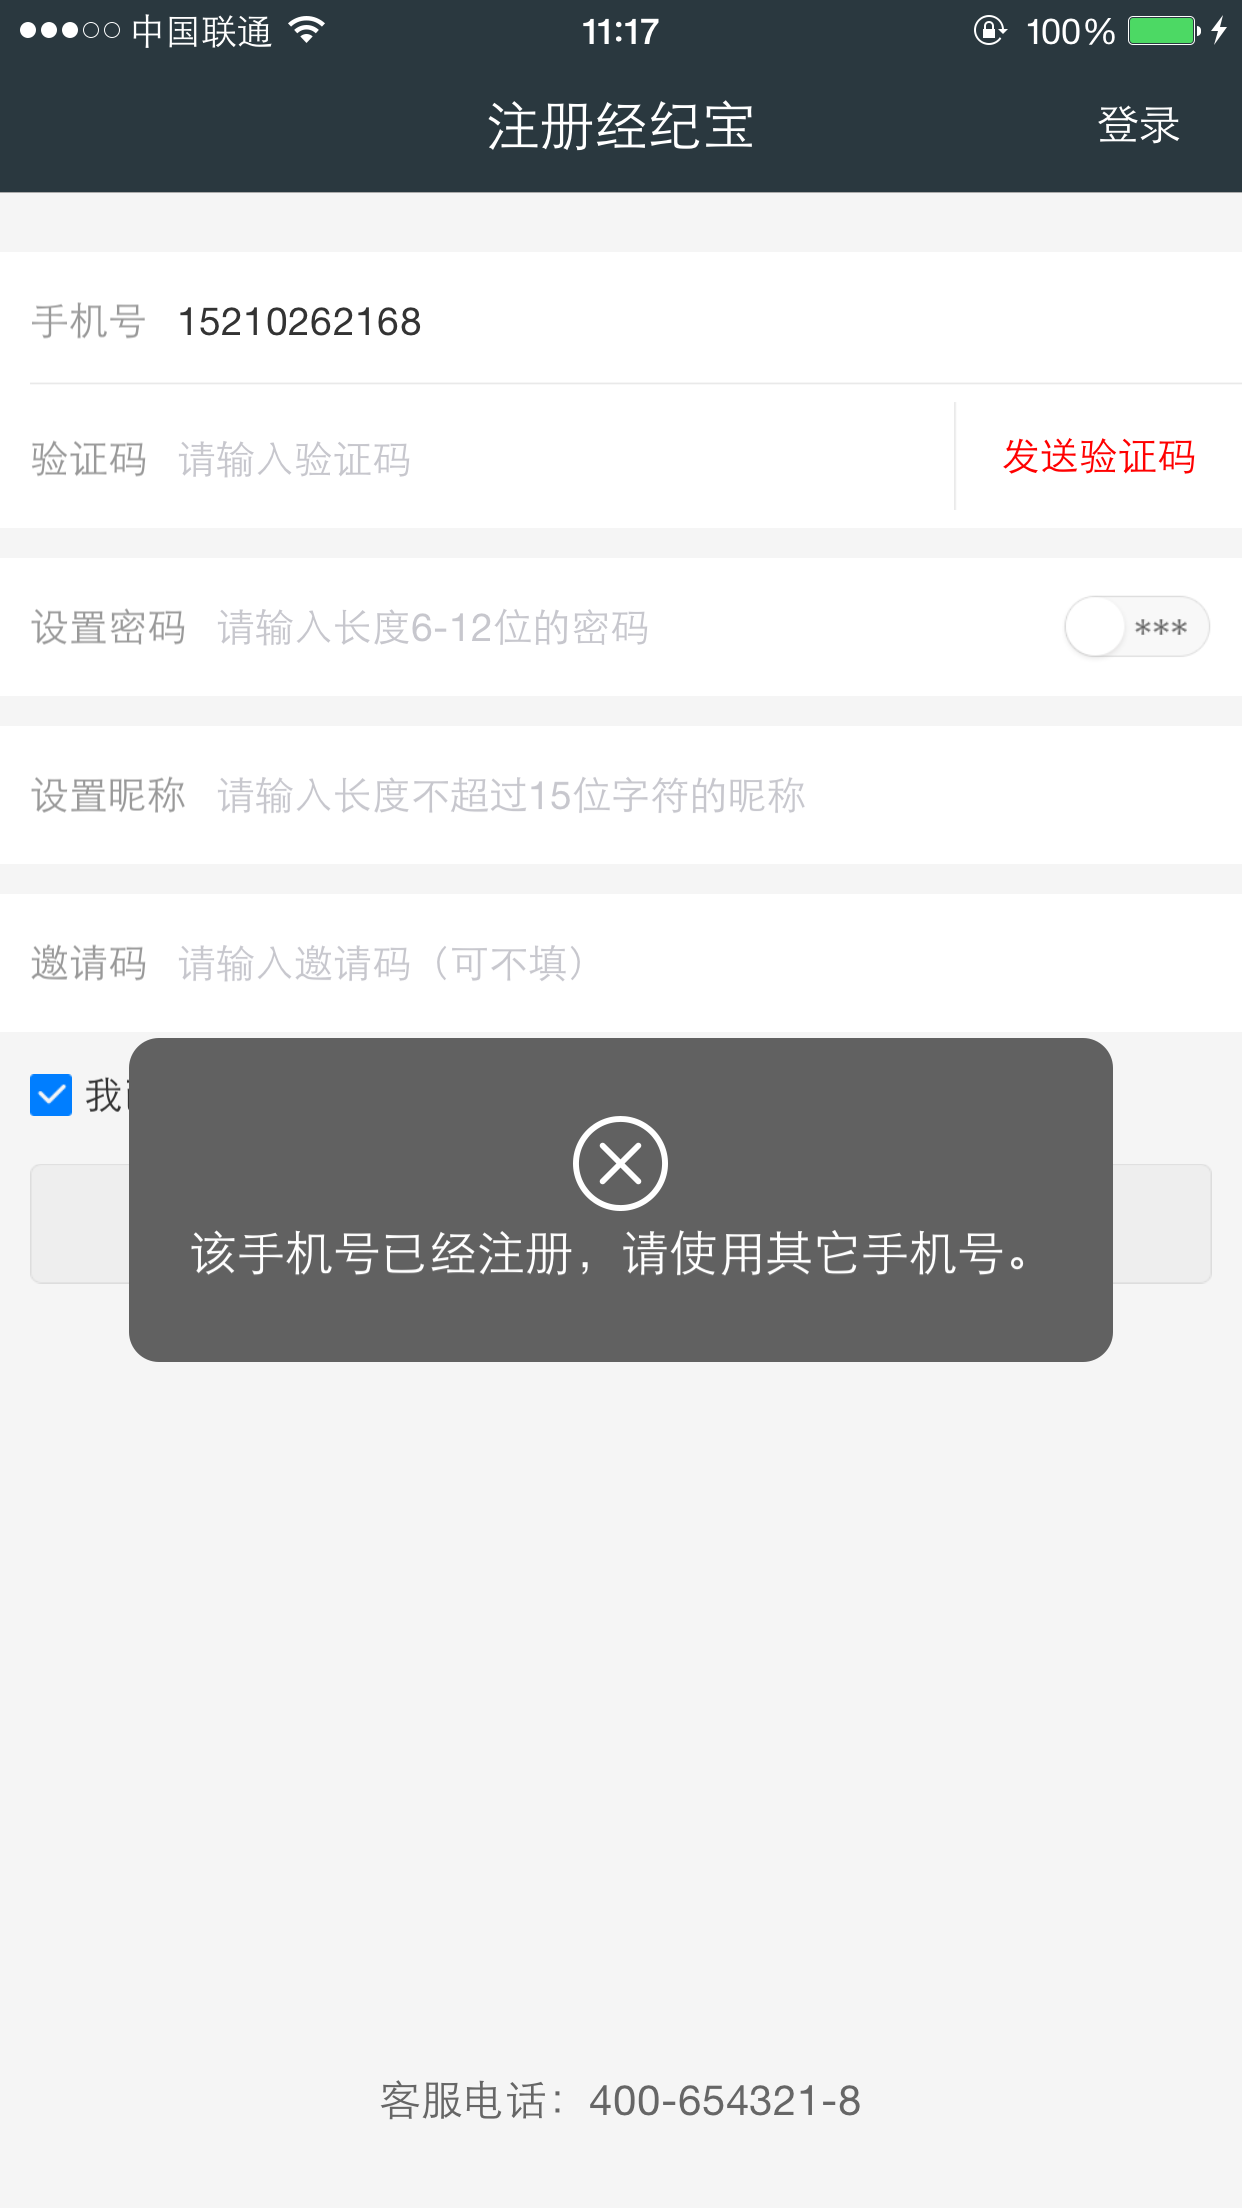 中国联通
11:17
100%
注册经纪宝
登录
手机号 15210262168
验证码 请输入验证码 发送验证码
设置密码 请输入长度6-12位的密码 ***
设置昵称 请输入长度不超过15位字符的昵称
邀请码 请输入邀请码（可不填）
我
该手机号已经注册，请使用其它手机号。
客服电话：400-654321-8